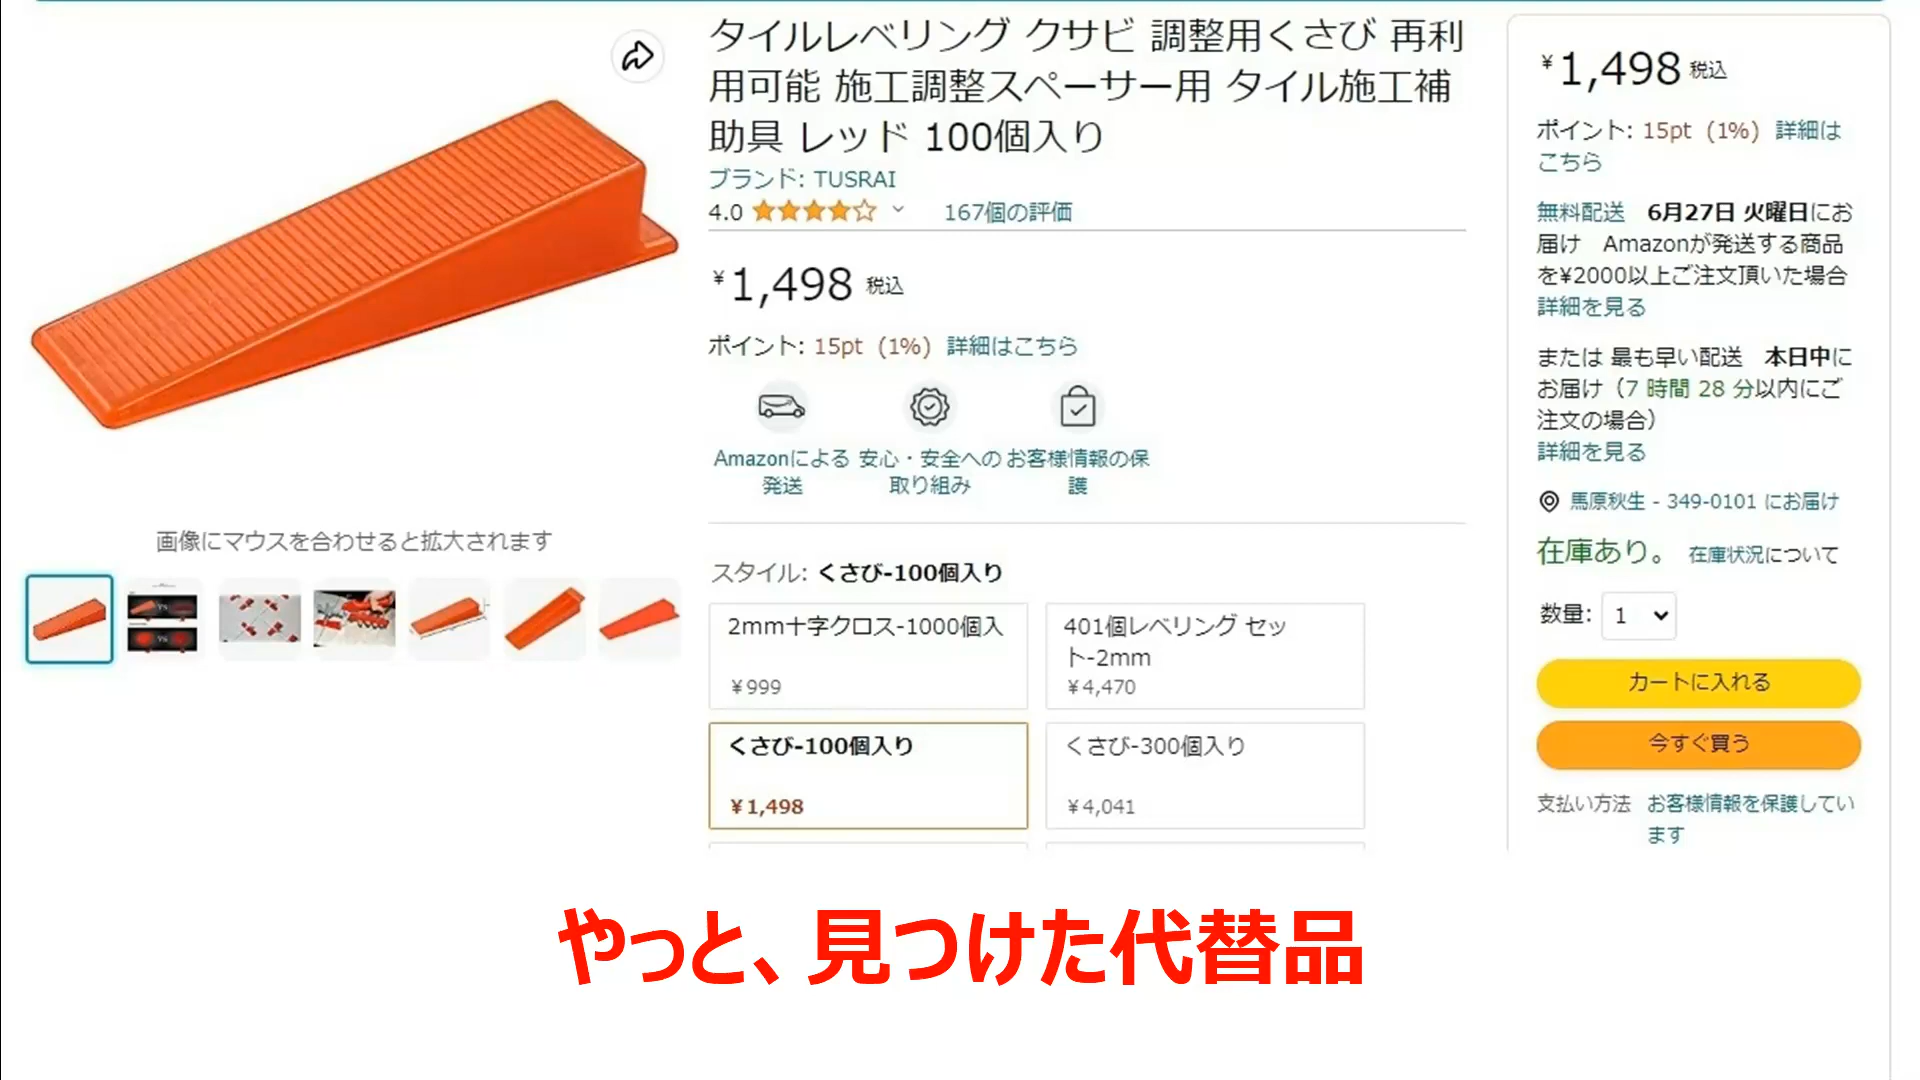 タイルレベリング クサビ 調整用くさび 再利
用可能 施工調整スペーサー用 タイル施工補
助具 レッド 100個入り
ブランド: TUSRAI
4.0
167個の評価
¥1,498 税込
ポイント: 15pt (1%) 詳細はこちら
Amazonによる
発送
安心・安全への
取り組み
お客様情報の保
護
画像にマウスを合わせると拡大されます
スタイル: くさび-100個入り
2mm十字クロス-1000個入
¥999
401個レベリング セッ
ト-2mm
¥4,470
くさび-100個入り
¥1,498
くさび-300個入り
¥4,041
¥1,498 税込
ポイント: 15pt (1%) 詳細は
こちら
無料配送 6月27日 火曜日にお
届け Amazonが発送する商品
を¥2000以上ご注文頂いた場合
詳細を見る
または 最も早い配送 本日中に
お届け（7 時間 28 分以内にご
注文の場合）
詳細を見る
馬原秋生 - 349-0101 にお届け
在庫あり。 在庫状況について
数量: 1
カートに入れる
今すぐ買う
支払い方法 お客様情報を保護してい
ます
やっと、見つけた代替品